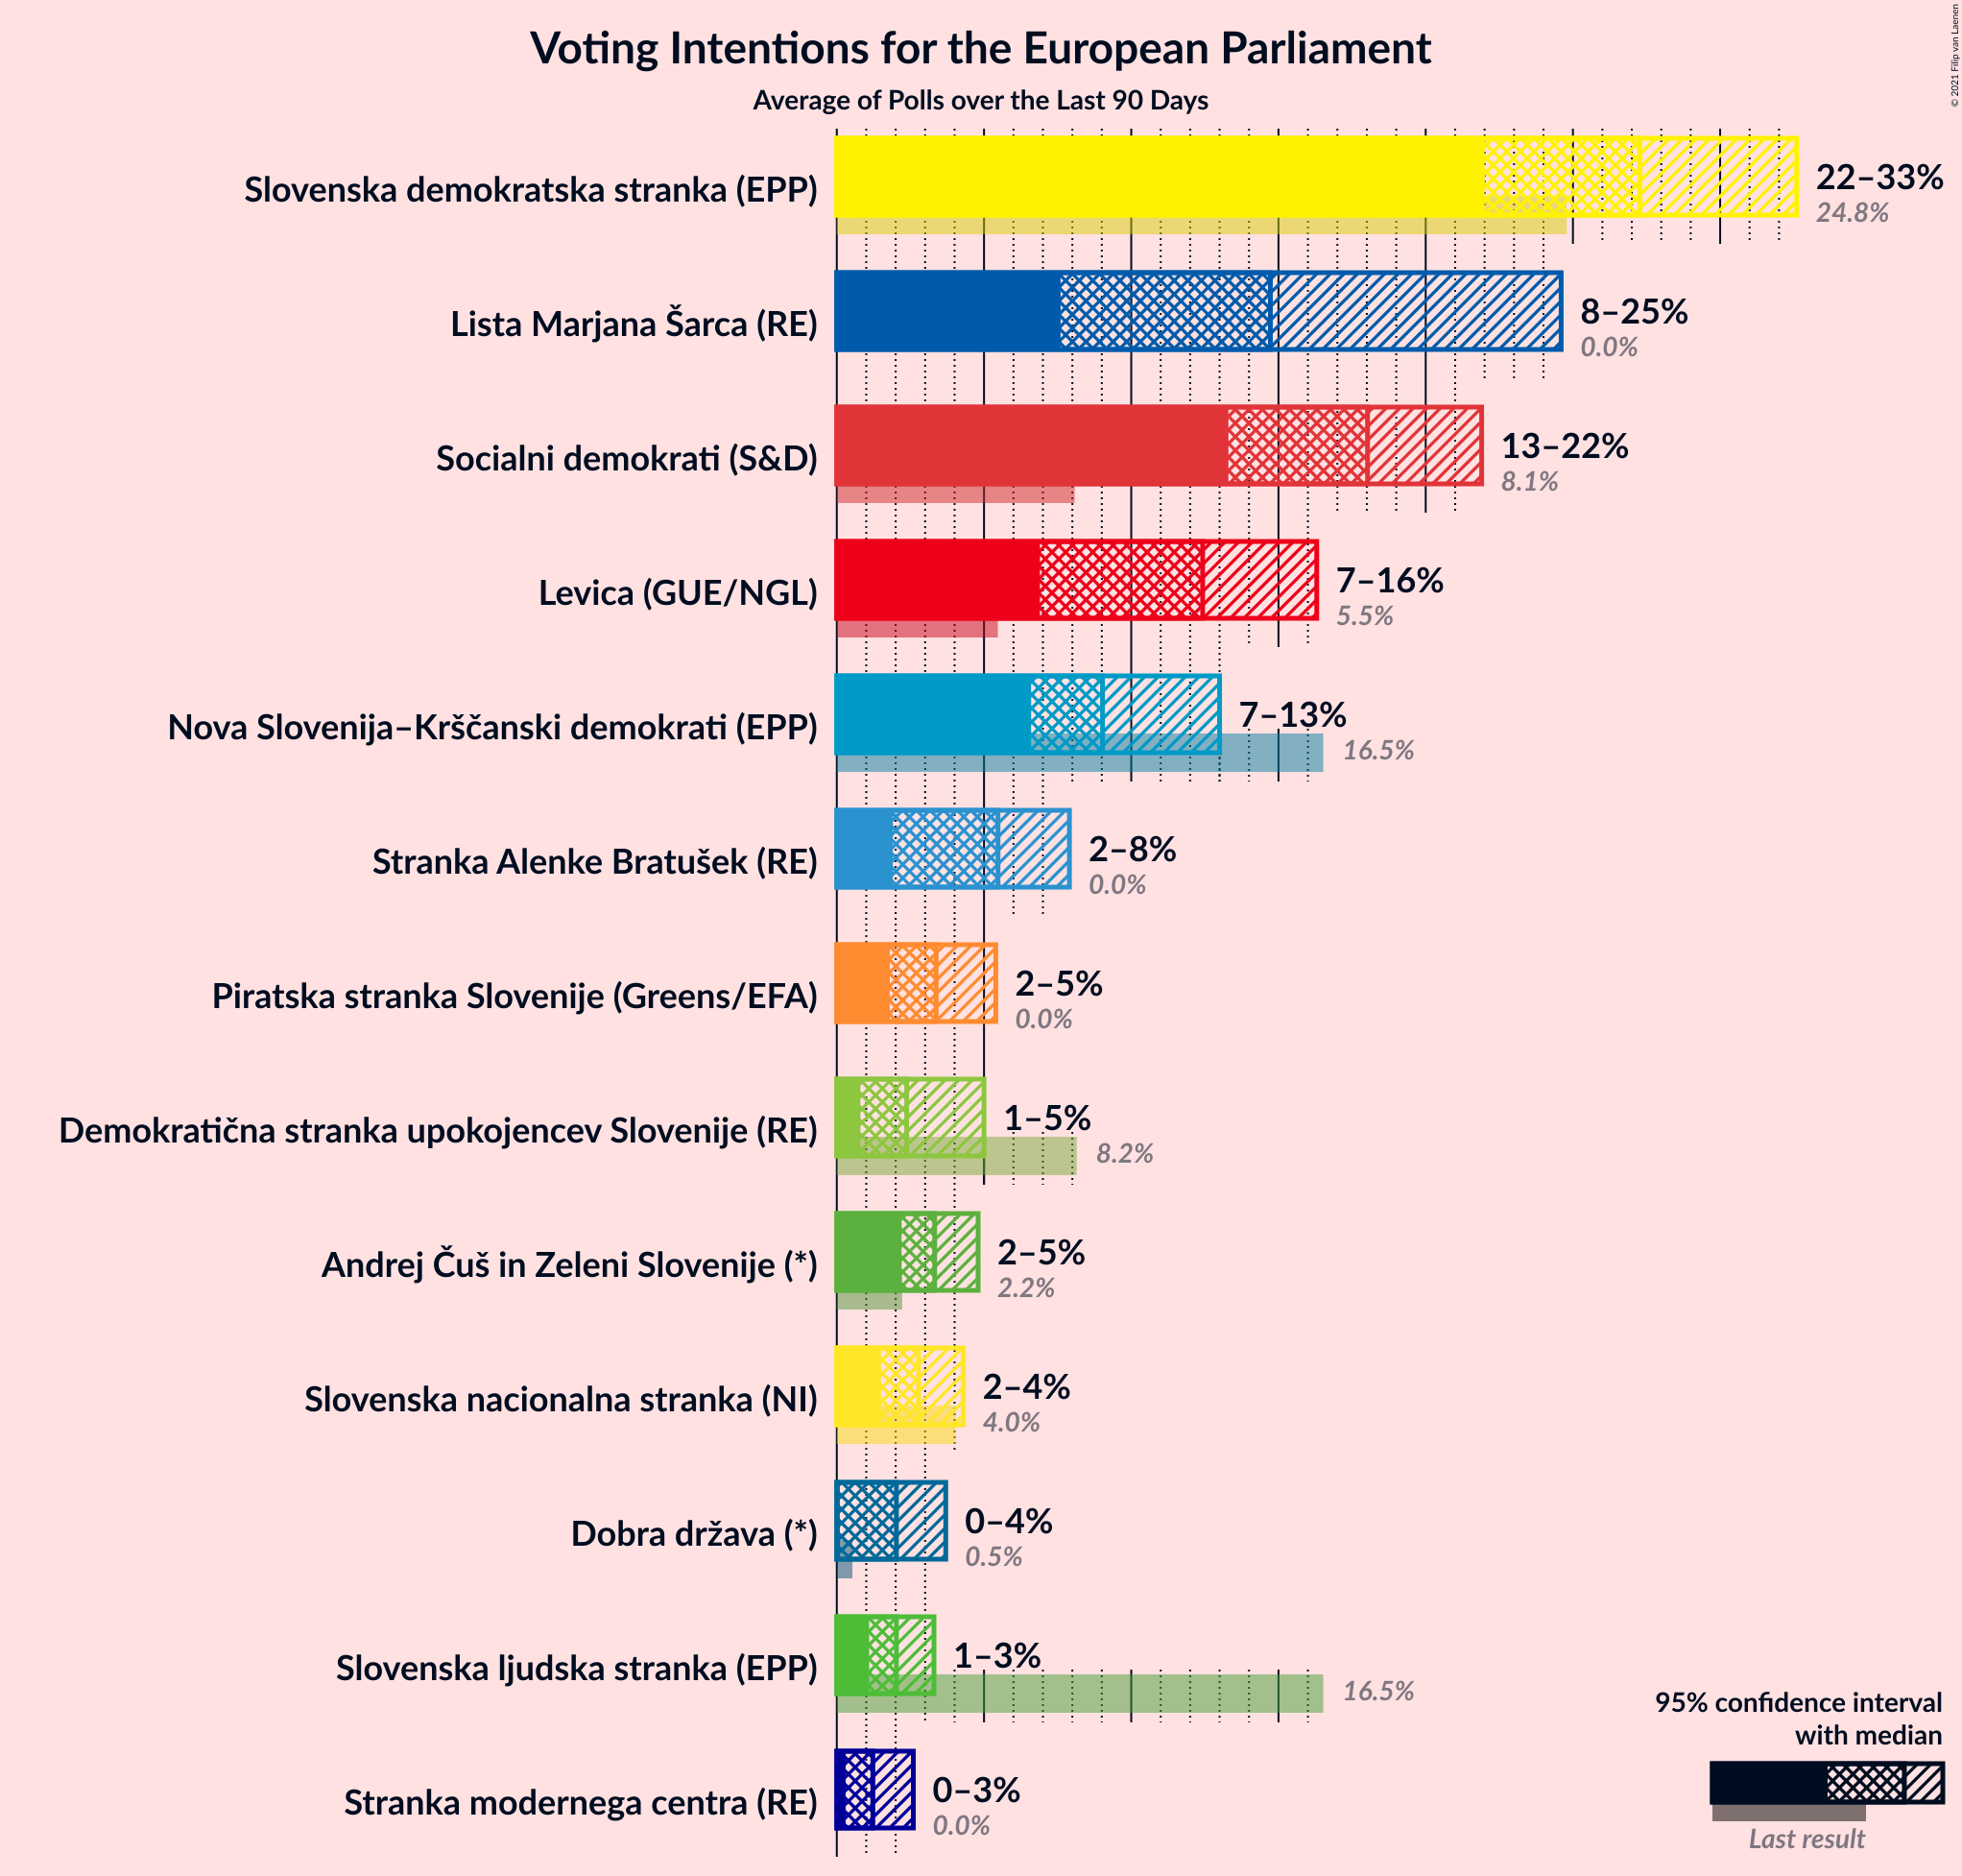 © 2021 Filip van Laenen
Voting Intentions for the European Parliament
Average of Polls over the Last 90 Days
Slovenska demokratska stranka (EPP)
22–33%
24.8%
Lista Marjana Šarca (RE)
8–25%
0.0%
Socialni demokrati (S&D)
13–22%
8.1%
Levica (GUE/NGL)
7–16%
5.5%
Nova Slovenija–Krščanski demokrati (EPP)
7–13%
16.5%
Stranka Alenke Bratušek (RE)
2–8%
0.0%
Piratska stranka Slovenije (Greens/EFA)
2–5%
0.0%
Demokratična stranka upokojencev Slovenije (RE)
1–5%
8.2%
Andrej Čuš in Zeleni Slovenije (*)
2–5%
2.2%
Slovenska nacionalna stranka (NI)
2–4%
4.0%
Dobra država (*)
0–4%
0.5%
Slovenska ljudska stranka (EPP)
1–3%
16.5%
Stranka modernega centra (RE)
0–3%
0.0%
95% confidence interval
with median
Last result